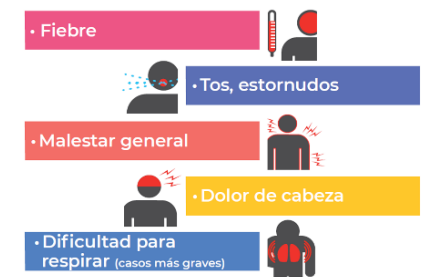 • Fiebre
• Tos, estornudos
• Malestar general
• Dolor de cabeza
• Dificultad para
respirar (casos más graves)